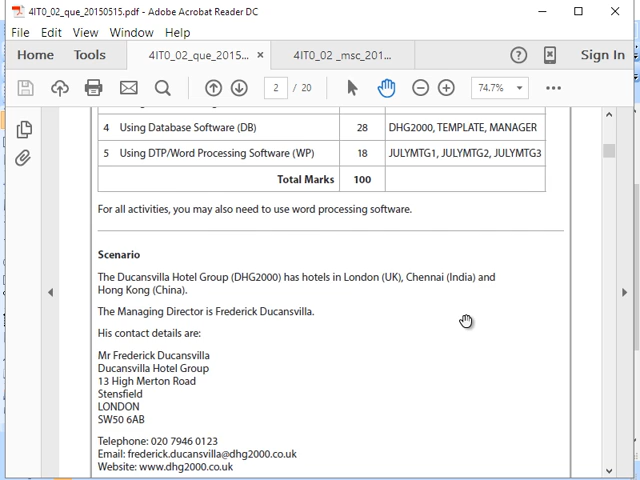 4IT0_02_que_20150515.pdf - Adobe Acrobat Reader DC
File Edit View Window Help
Home Tools 4IT0_02_que_2015... × 4IT0_02 _msc_201... Sign In
2 / 20 74.7%
4 Using Database Software (DB) 28 DHG2000, TEMPLATE, MANAGER
5 Using DTP/Word Processing Software (WP) 18 JULYMTG1, JULYMTG2, JULYMTG3
Total Marks 100
For all activities, you may also need to use word processing software.
Scenario
The Ducansvilla Hotel Group (DHG2000) has hotels in London (UK), Chennai (India) and
Hong Kong (China).
The Managing Director is Frederick Ducansvilla.
His contact details are:
Mr Frederick Ducansvilla
Ducansvilla Hotel Group
13 High Merton Road
Stensfield
LONDON
SW50 6AB
Telephone: 020 7946 0123
Email: frederick.ducansvilla@dhg2000.co.uk
Website: www.dhg2000.co.uk